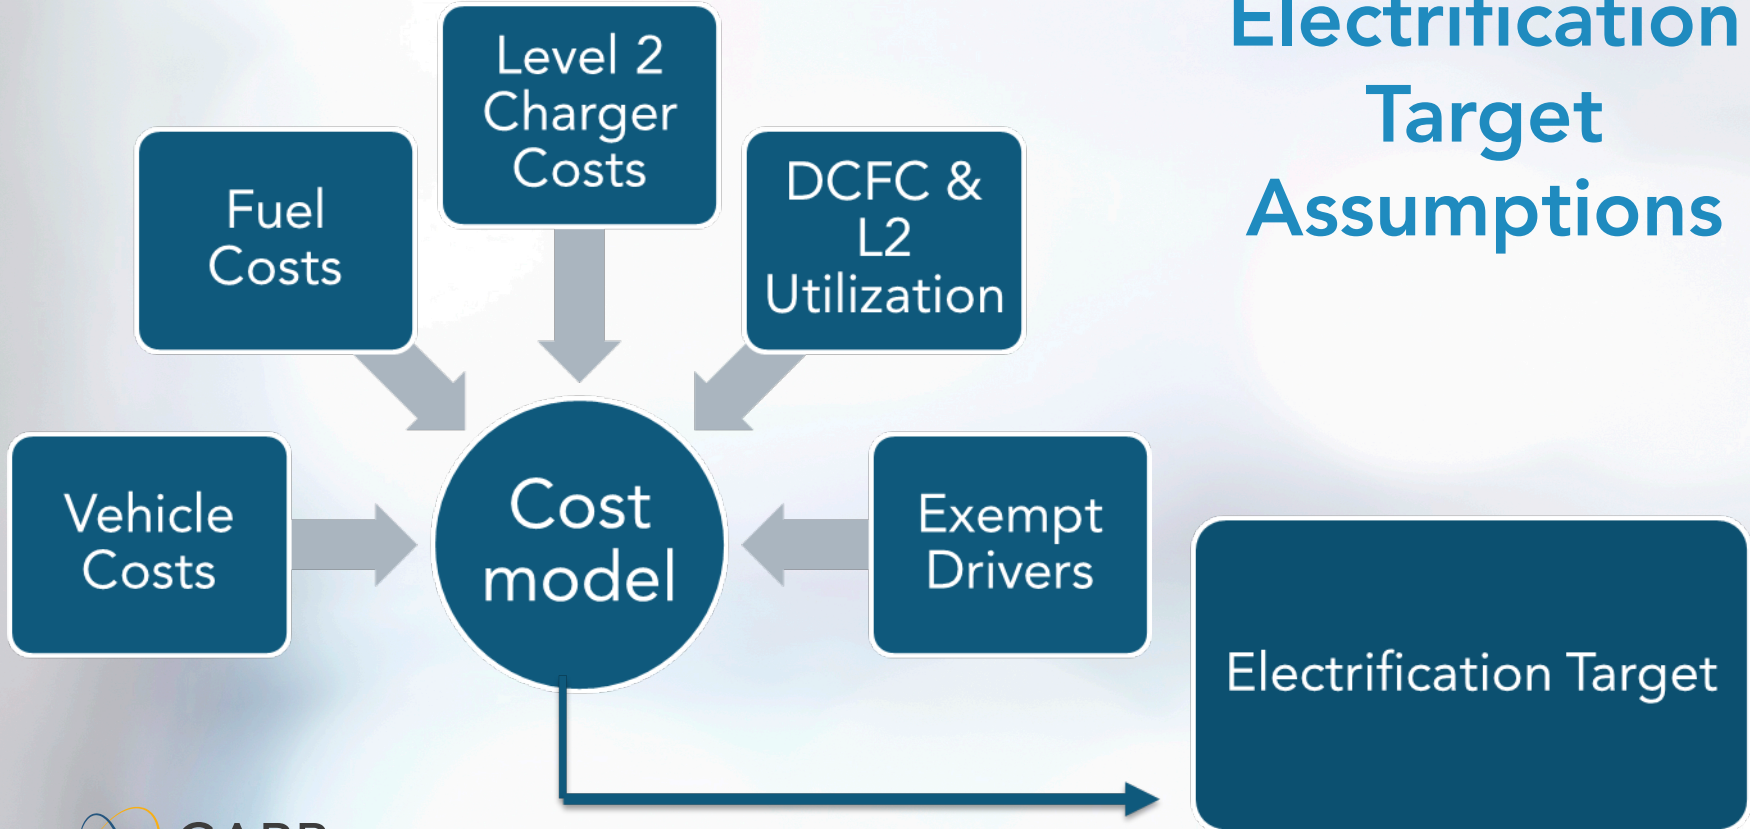 Electrification
Target
Assumptions
Level 2
Charger
Costs
Fuel
Costs
DCFC &
L2
Utilization
Vehicle
Costs
Cost
model
Exempt
Drivers
Electrification Target
CARB